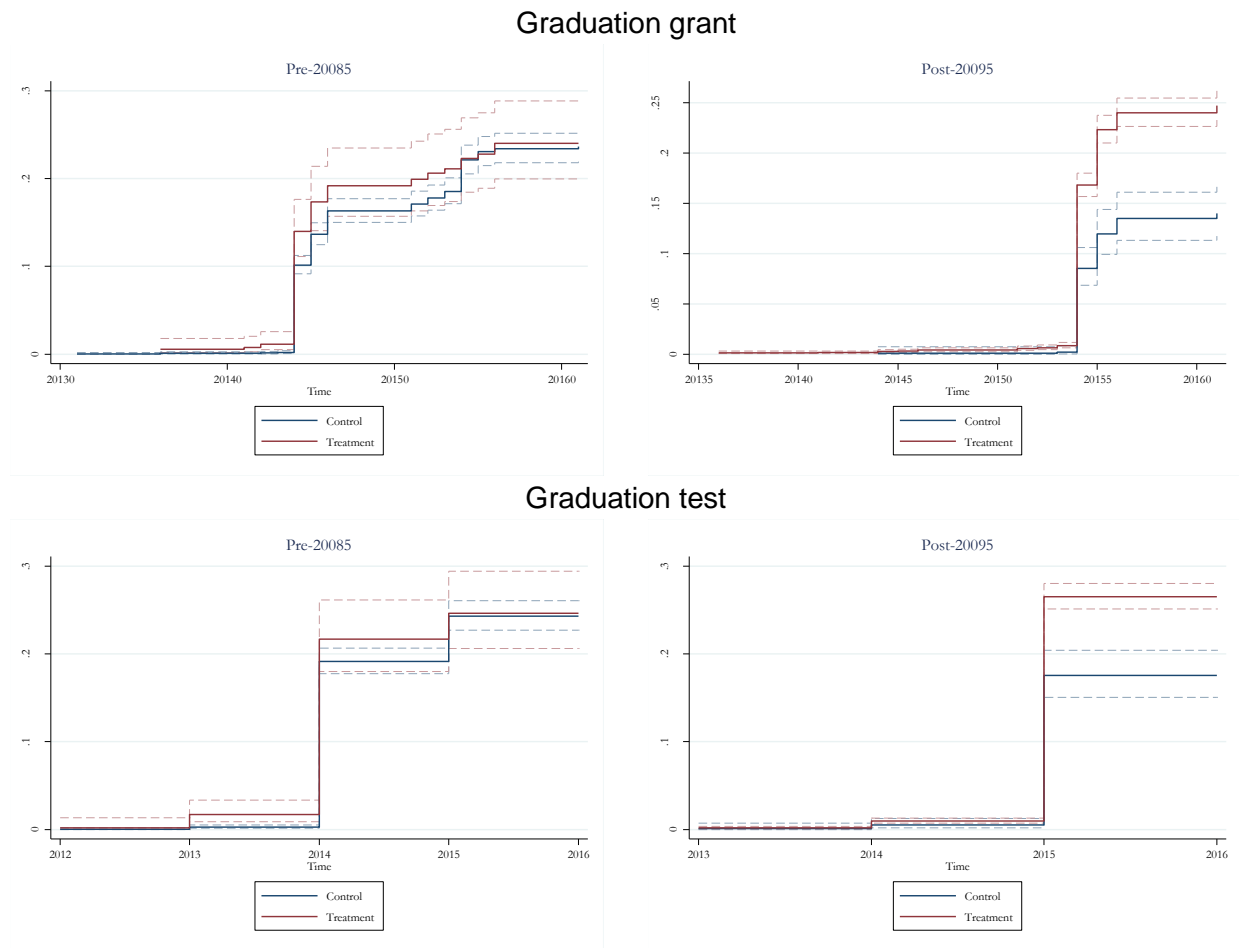 Graduation grant
Pre-20085
.3
.2
.1
0
20130 20140 20150 20160
Time
Control
Treatment
Post-20095
.25
.2
.15
.1
.05
0
20135 20140 20145 20150 20155 20160
Time
Control
Treatment
Graduation test
Pre-20085
.3
.2
.1
0
2012 2013 2014 2015 2016
Time
Control
Treatment
Post-20095
.3
.2
.1
0
2013 2014 2015 2016
Time
Control
Treatment